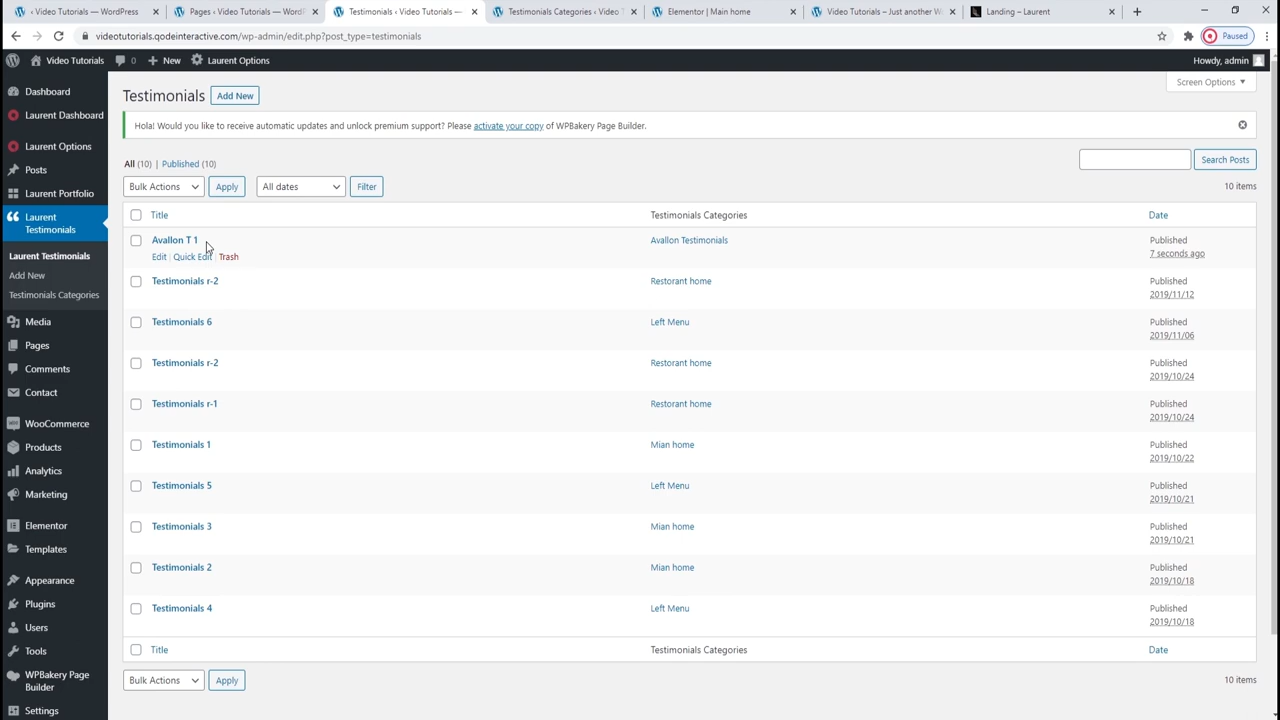 ‹ Video Tutorials — WordPress
Pages ‹ Video Tutorials — WordP
Testimonials ‹ Video Tutorials —
Testimonials Categories ‹ Video T
Elementor | Main home
Video Tutorials – Just another W
Landing – Laurent
videotutorials.qodeinteractive.com/wp-admin/edit.php?post_type=testimonials
Paused
Video Tutorials
0
New
Laurent Options
Howdy, admin
Dashboard
Laurent Dashboard
Laurent Options
Posts
Laurent Portfolio
Laurent
Testimonials
Laurent Testimonials
Add New
Testimonials Categories
Media
Pages
Comments
Contact
WooCommerce
Products
Analytics
Marketing
Elementor
Templates
Appearance
Plugins
Users
Tools
WPBakery Page
Builder
Settings
Screen Options
Testimonials
Add New
Hola! Would you like to receive automatic updates and unlock premium support? Please activate your copy of WPBakery Page Builder.
All (10) | Published (10)
Search Posts
Bulk Actions
Apply
All dates
Filter
10 items
Title
Testimonials Categories
Date
Avallon T 1
Edit | Quick Edit | Trash
Avallon Testimonials
Published
7 seconds ago
Testimonials r-2
Restorant home
Published
2019/11/12
Testimonials 6
Left Menu
Published
2019/11/06
Testimonials r-2
Restorant home
Published
2019/10/24
Testimonials r-1
Restorant home
Published
2019/10/24
Testimonials 1
Mian home
Published
2019/10/22
Testimonials 5
Left Menu
Published
2019/10/21
Testimonials 3
Mian home
Published
2019/10/21
Testimonials 2
Mian home
Published
2019/10/18
Testimonials 4
Left Menu
Published
2019/10/18
Title
Testimonials Categories
Date
Bulk Actions
Apply
10 items